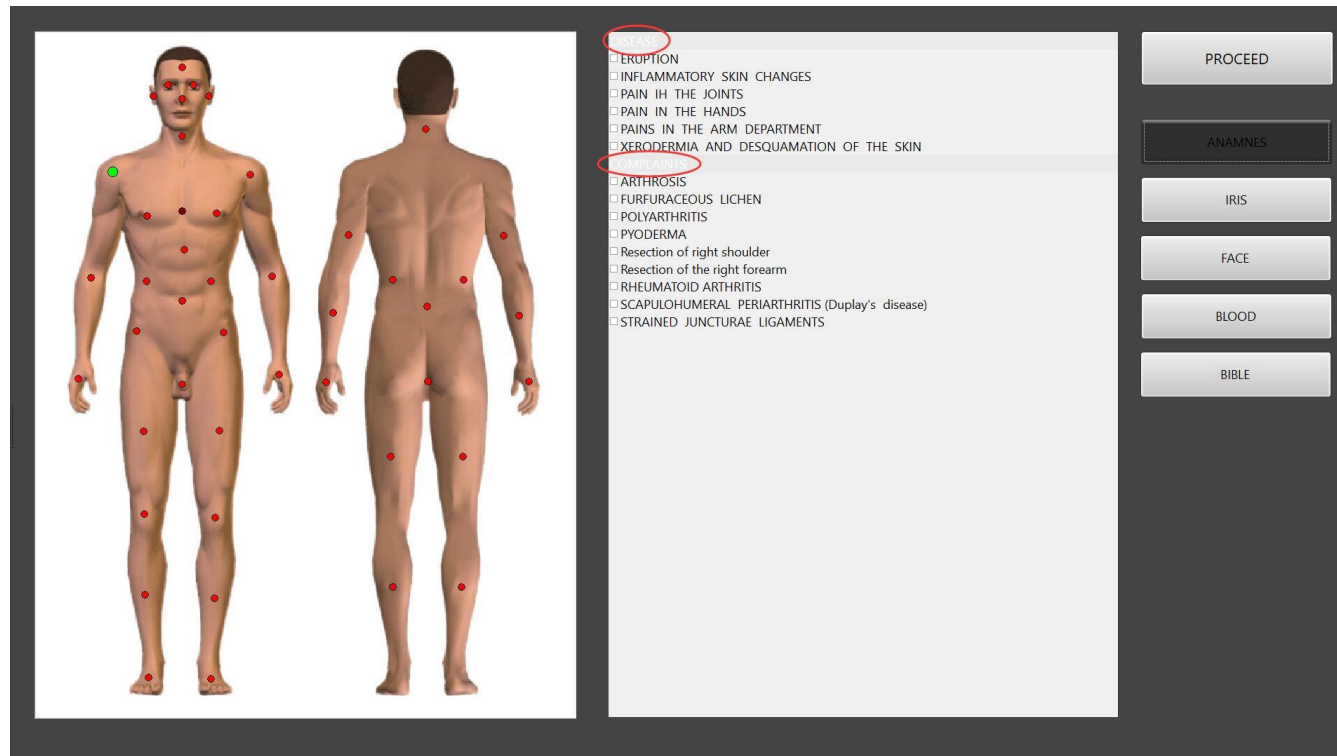 DISEASE
ERUPTION
INFLAMMATORY SKIN CHANGES
PAIN IH THE JOINTS
PAIN IN THE HANDS
PAINS IN THE ARM DEPARTMENT
XERODERMIA AND DESQUAMATION OF THE SKIN
COMPLAINTS
ARTHROSIS
FURFURACEOUS LICHEN
POLYARTHRITIS
PYODERMA
Resection of right shoulder
Resection of the right forearm
RHEUMATOID ARTHRITIS
SCAPULOHUMERAL PERIARTHRITIS (Duplay's disease)
STRAINED JUNCTURAE LIGAMENTS
PROCEED
ANAMNES
IRIS
FACE
BLOOD
BIBLE